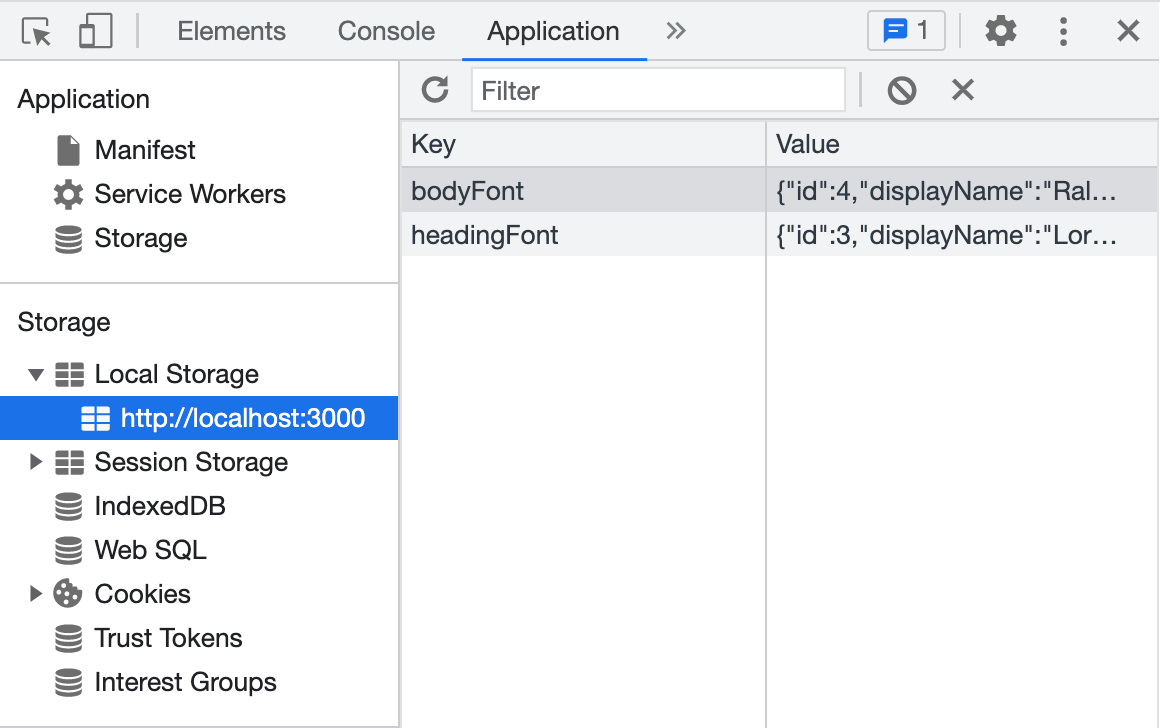 Elements Console Application 1
Application
Manifest
Service Workers
Storage
Storage
Local Storage
http://localhost:3000
Session Storage
IndexedDB
Web SQL
Cookies
Trust Tokens
Interest Groups
Filter
Key Value
bodyFont {"id":4,"displayName":"Ral…
headingFont {"id":3,"displayName":"Lor…